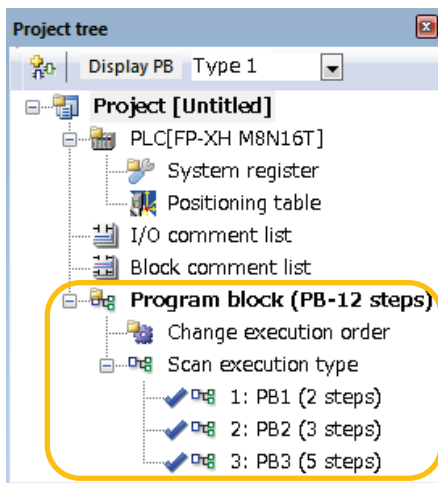 Project tree
Display PB Type 1
Project [Untitled]
PLC[FP-XH M8N16T]
System register
Positioning table
I/O comment list
Block comment list
Program block (PB-12 steps)
Change execution order
Scan execution type
1: PB1 (2 steps)
2: PB2 (3 steps)
3: PB3 (5 steps)